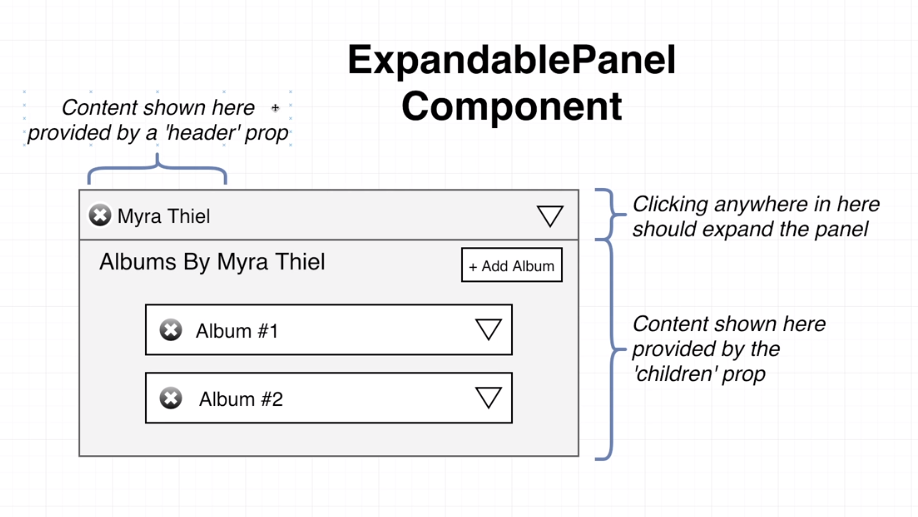 ExpandablePanel
Component
Content shown here
provided by a 'header' prop
Myra Thiel
Clicking anywhere in here
should expand the panel
Albums By Myra Thiel
+ Add Album
Album #1
Album #2
Content shown here
provided by the
'children' prop